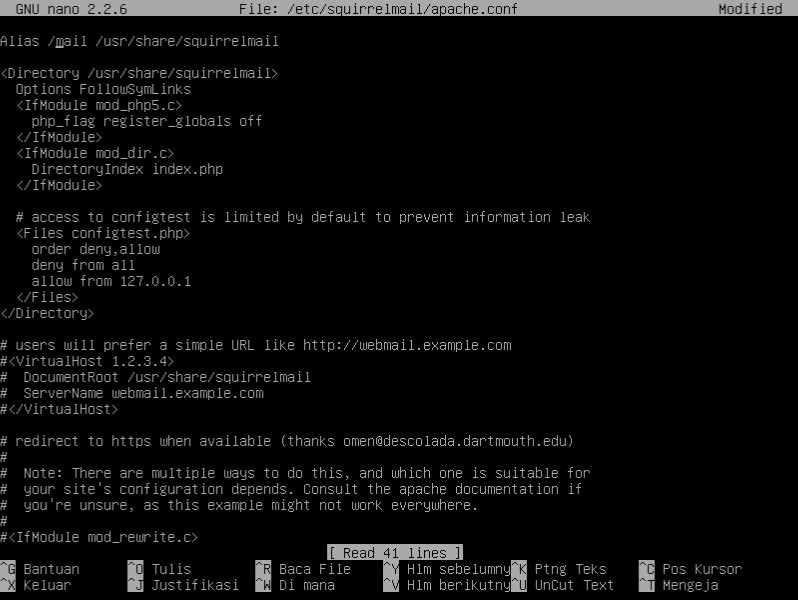 GNU nano 2.2.6 File: /etc/squirrelmail/apache.conf Modified
Alias /mail /usr/share/squirrelmail
<Directory /usr/share/squirrelmail>
  Options FollowSymLinks
  <IfModule mod_php5.c>
    php_flag register_globals off
  </IfModule>
  <IfModule mod_dir.c>
    DirectoryIndex index.php
  </IfModule>
  # access to configtest is limited by default to prevent information leak
  <Files configtest.php>
    order deny,allow
    deny from all
    allow from 127.0.0.1
  </Files>
</Directory>
# users will prefer a simple URL like http://webmail.example.com
#<VirtualHost 1.2.3.4>
#  DocumentRoot /usr/share/squirrelmail
#  ServerName webmail.example.com
#</VirtualHost>
# redirect to https when available (thanks omen@descolada.dartmouth.edu)
#
#  Note: There are multiple ways to do this, and which one is suitable for
#  your site's configuration depends. Consult the apache documentation if
#  you're unsure, as this example might not work everywhere.
#
#<IfModule mod_rewrite.c>
[ Read 41 lines ]
^G Bantuan ^O Tulis ^R Baca File ^Y Hlm sebelumny^K Ptng Teks ^C Pos Kursor
^X Keluar ^J Justifikasi ^W Di mana ^V Hlm berikutny^U UnCut Text ^T Mengeja